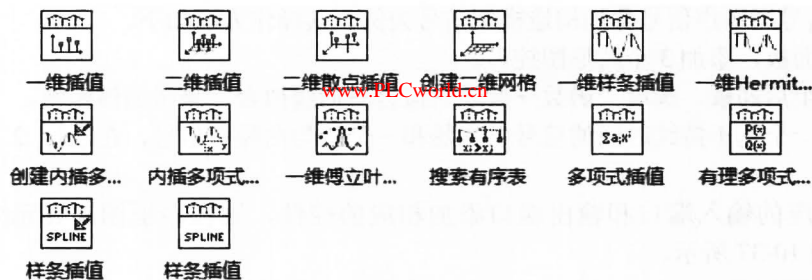 一维插值 二维插值 二维散点插值 创建二维网格 一维样条插值 一维Hermit...
www.PLCworld.cn
创建内插多... 内插多项式... 一维傅立叶... 搜索有序表 多项式插值 有理多项式...
Σaᵢxⁱ P(x) Q(x)
SPLINE SPLINE
样条插值 样条插值